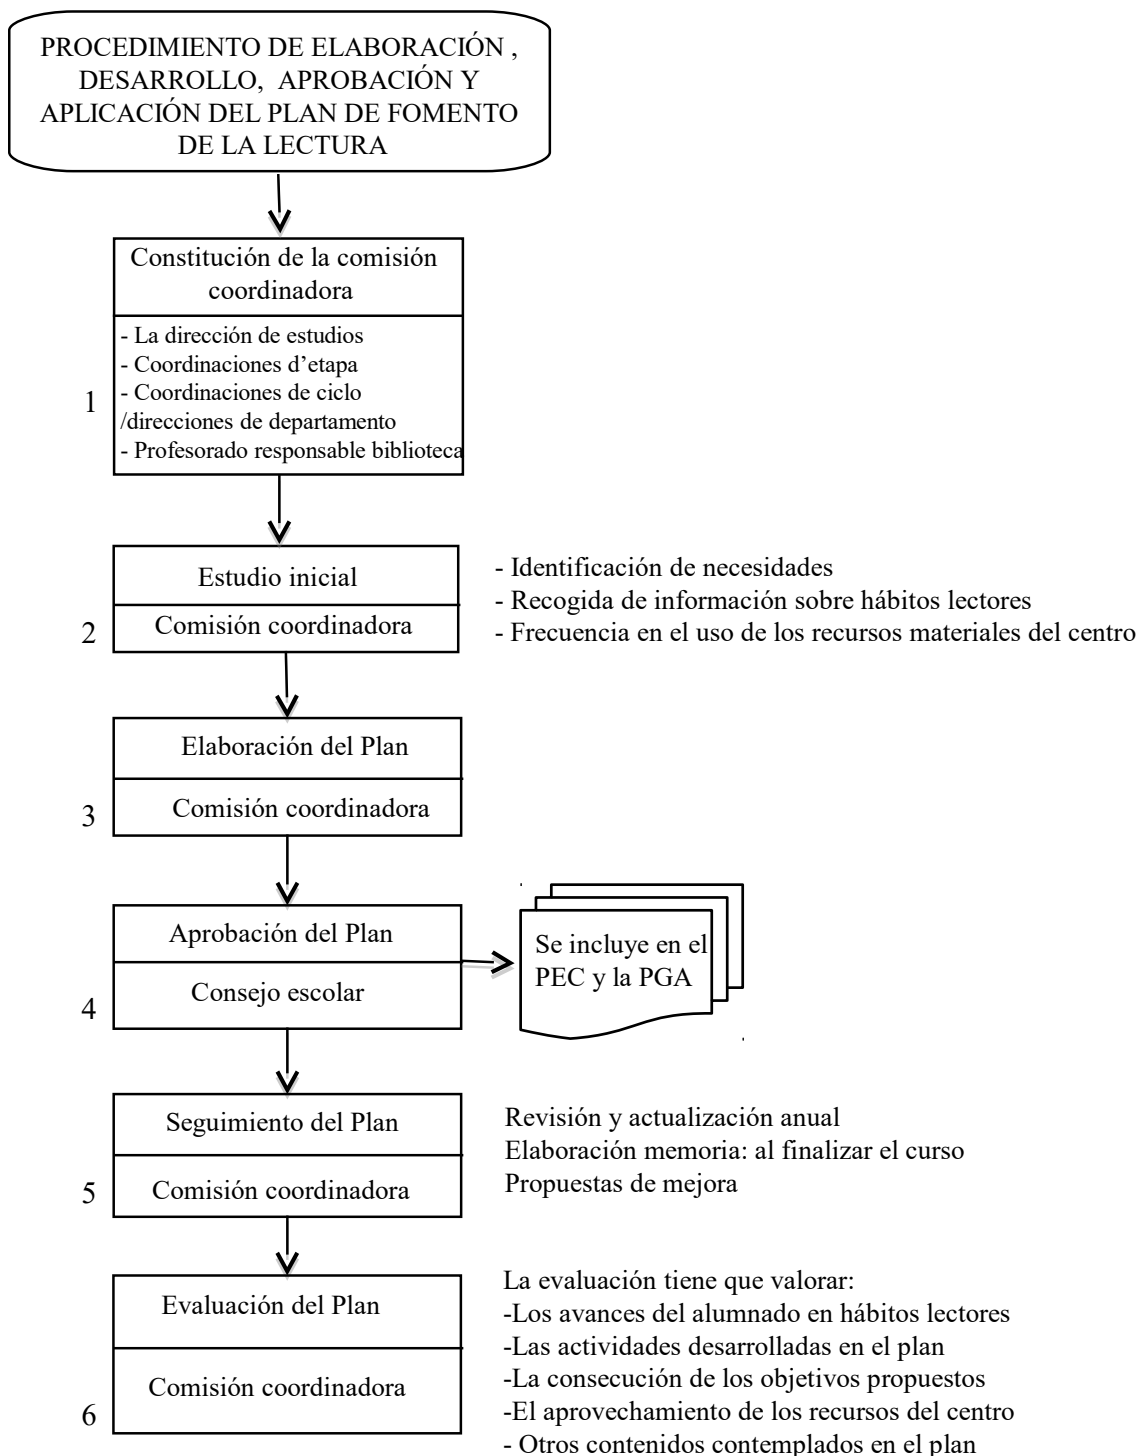 PROCEDIMIENTO DE ELABORACIÓN ,
DESARROLLO, APROBACIÓN Y
APLICACIÓN DEL PLAN DE FOMENTO
DE LA LECTURA
Constitución de la comisión
coordinadora
- La dirección de estudios
- Coordinaciones d’etapa
- Coordinaciones de ciclo
/direcciones de departamento
- Profesorado responsable biblioteca
1
Estudio inicial
Comisión coordinadora
2
- Identificación de necesidades
- Recogida de información sobre hábitos lectores
- Frecuencia en el uso de los recursos materiales del centro
Elaboración del Plan
Comisión coordinadora
3
Aprobación del Plan
Consejo escolar
4
Se incluye en el
PEC y la PGA
Seguimiento del Plan
Comisión coordinadora
5
Revisión y actualización anual
Elaboración memoria: al finalizar el curso
Propuestas de mejora
Evaluación del Plan
Comisión coordinadora
6
La evaluación tiene que valorar:
-Los avances del alumnado en hábitos lectores
-Las actividades desarrolladas en el plan
-La consecución de los objetivos propuestos
-El aprovechamiento de los recursos del centro
- Otros contenidos contemplados en el plan